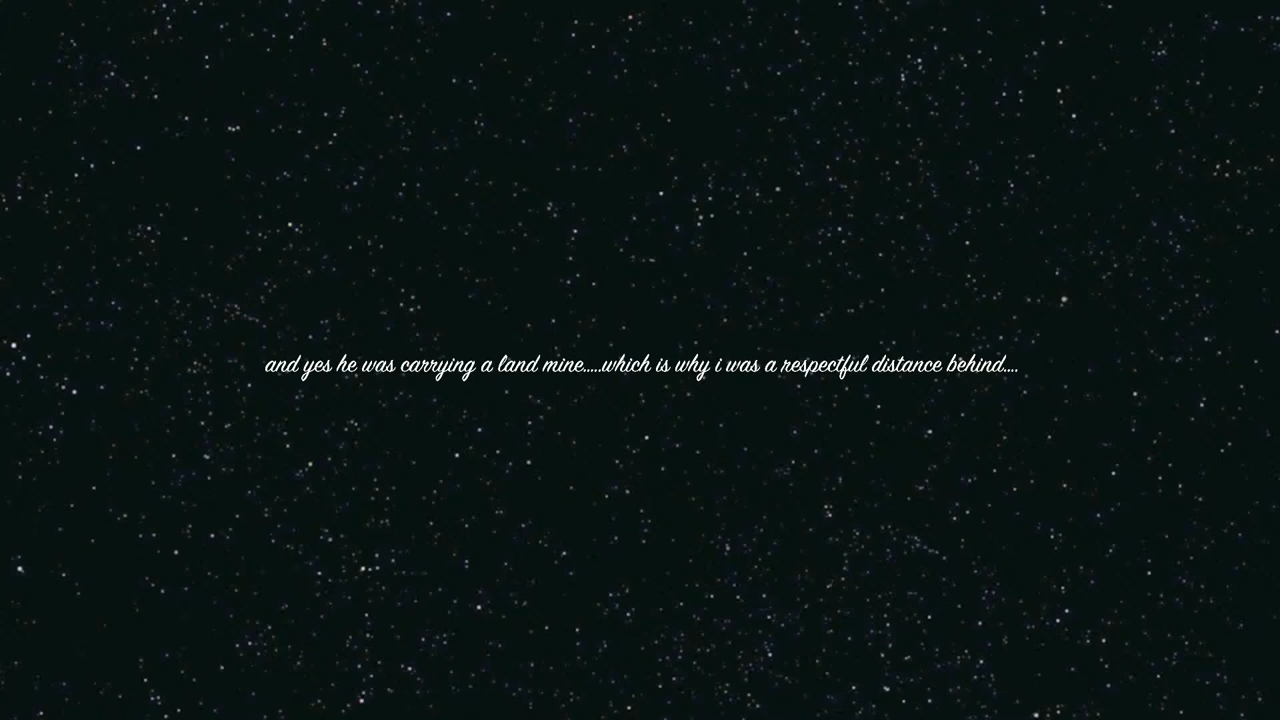 and yes he was carrying a land mine.....which is why i was a respectful distance behind....